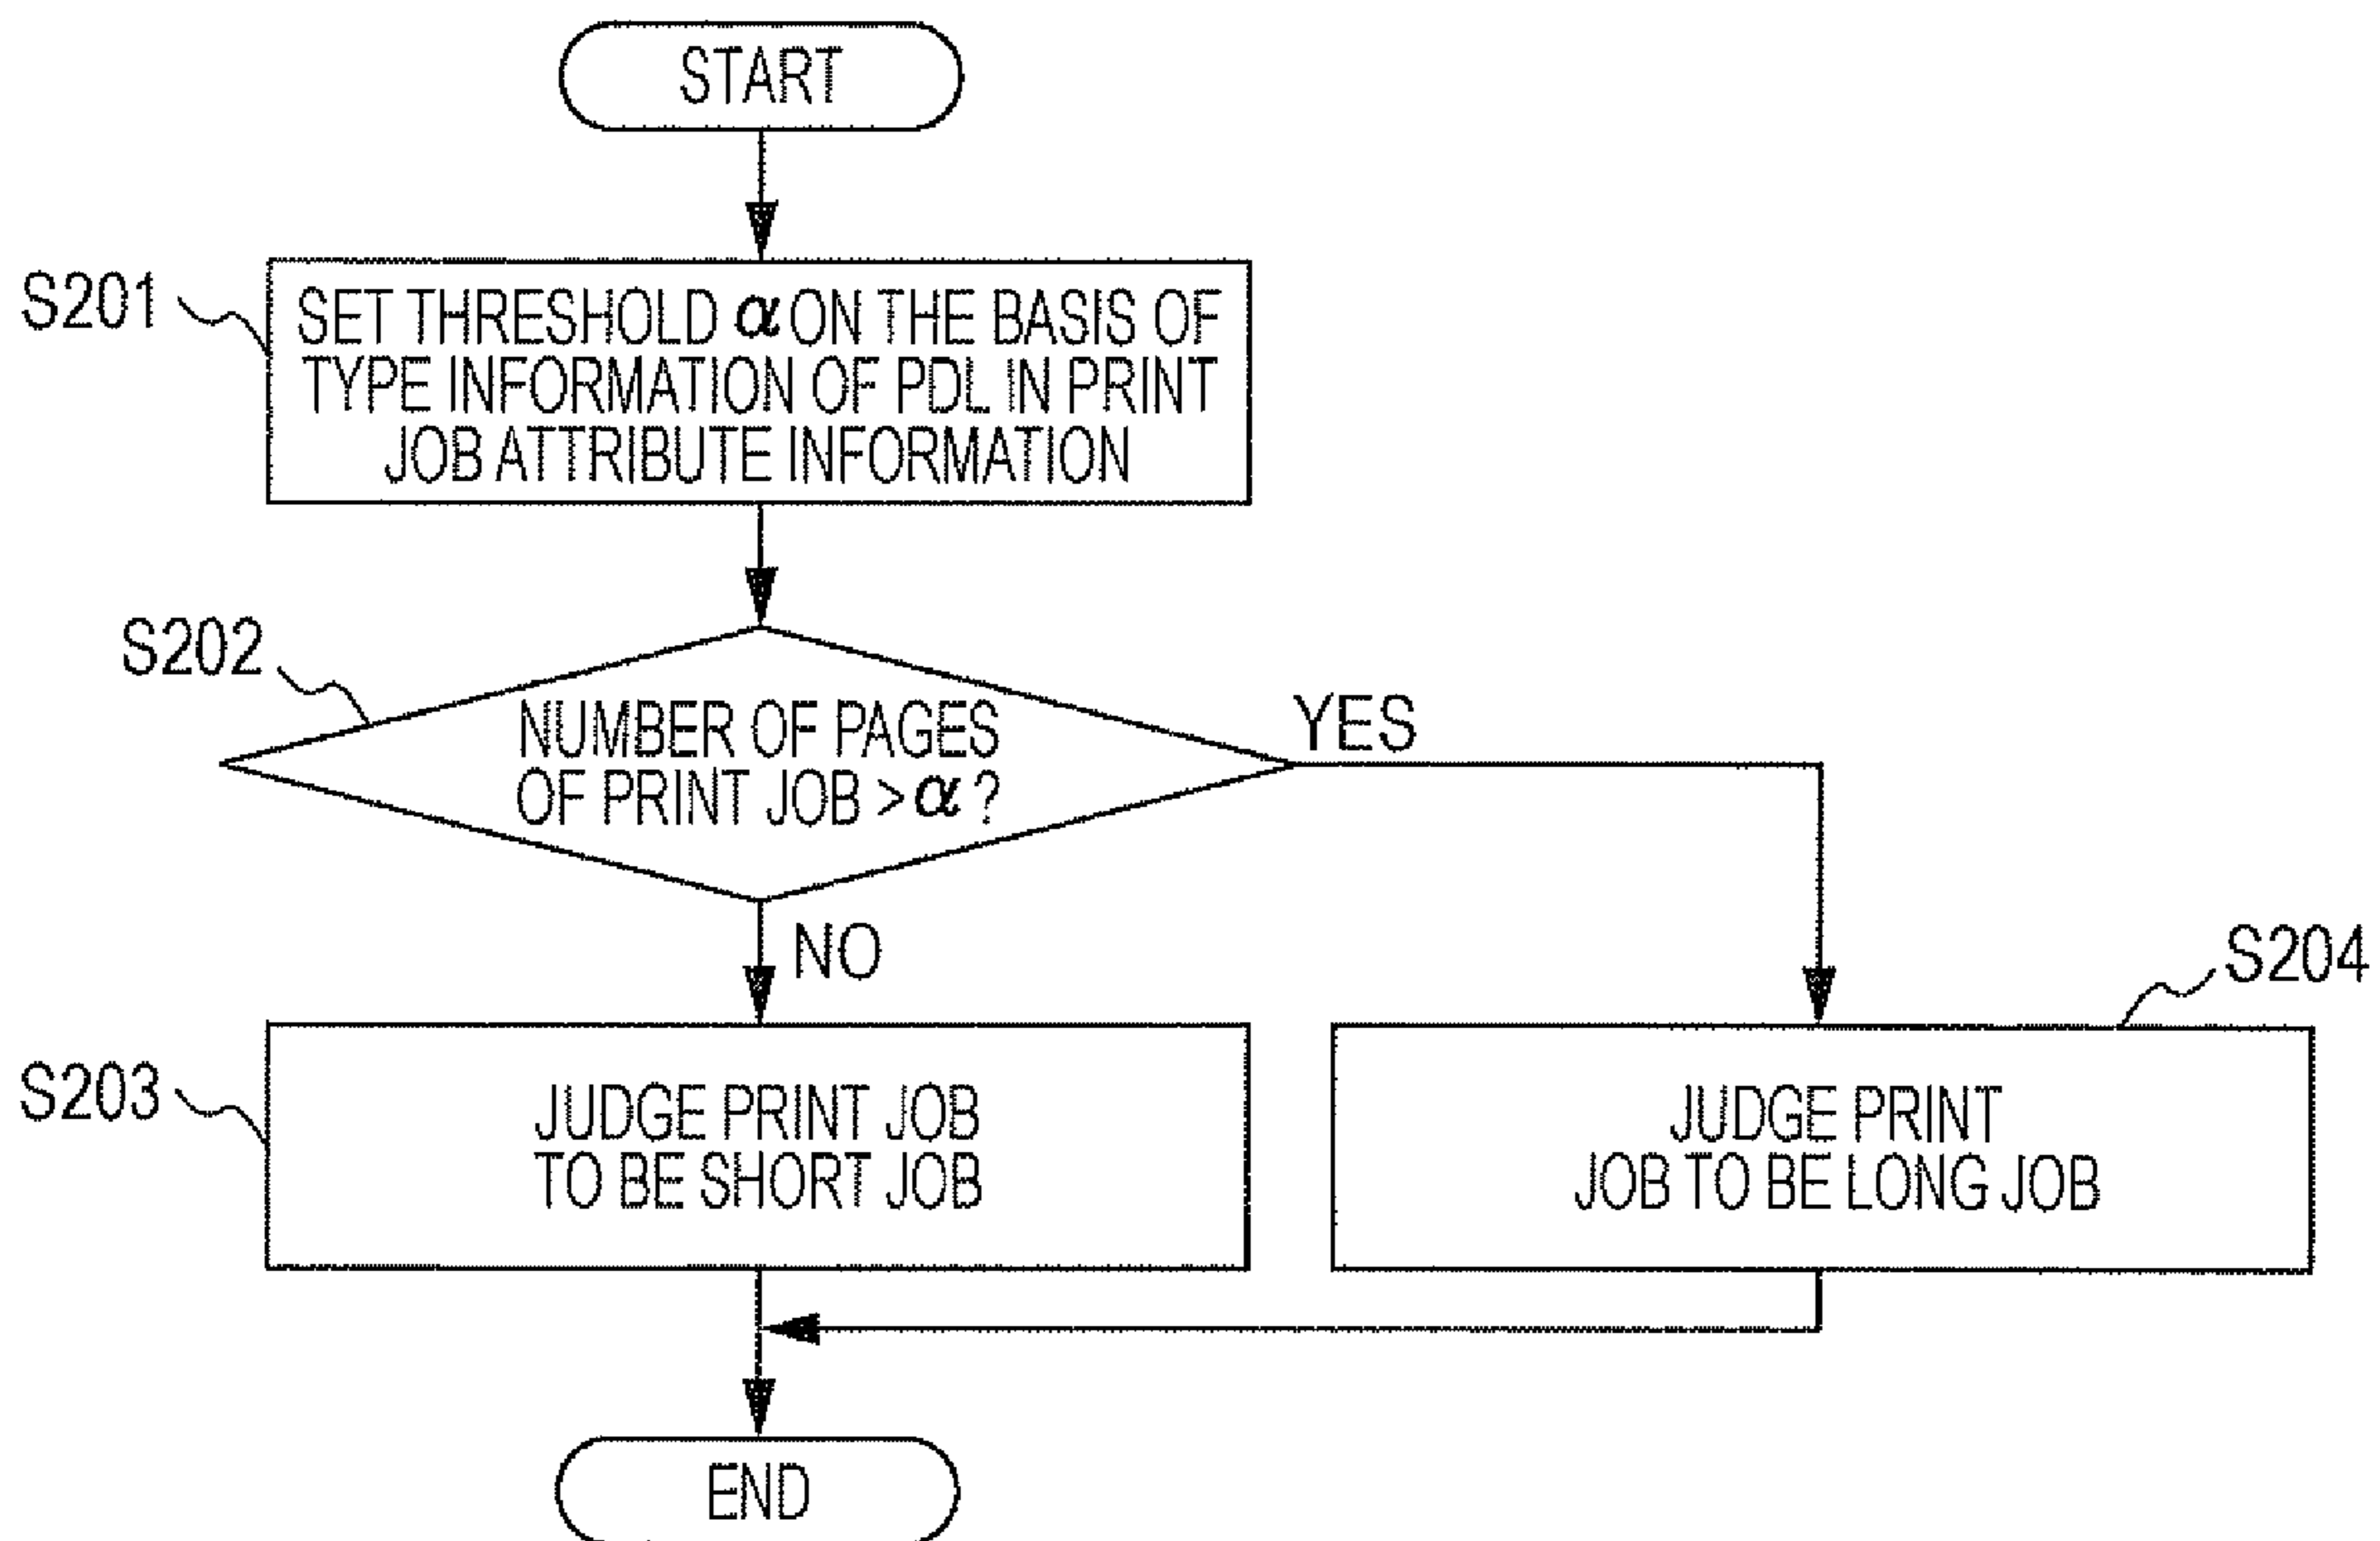 START
S201
SET THRESHOLD α ON THE BASIS OF
TYPE INFORMATION OF PDL IN PRINT
JOB ATTRIBUTE INFORMATION
S202
NUMBER OF PAGES
OF PRINT JOB > α ?
YES
NO
S203
JUDGE PRINT JOB
TO BE SHORT JOB
S204
JUDGE PRINT
JOB TO BE LONG JOB
END